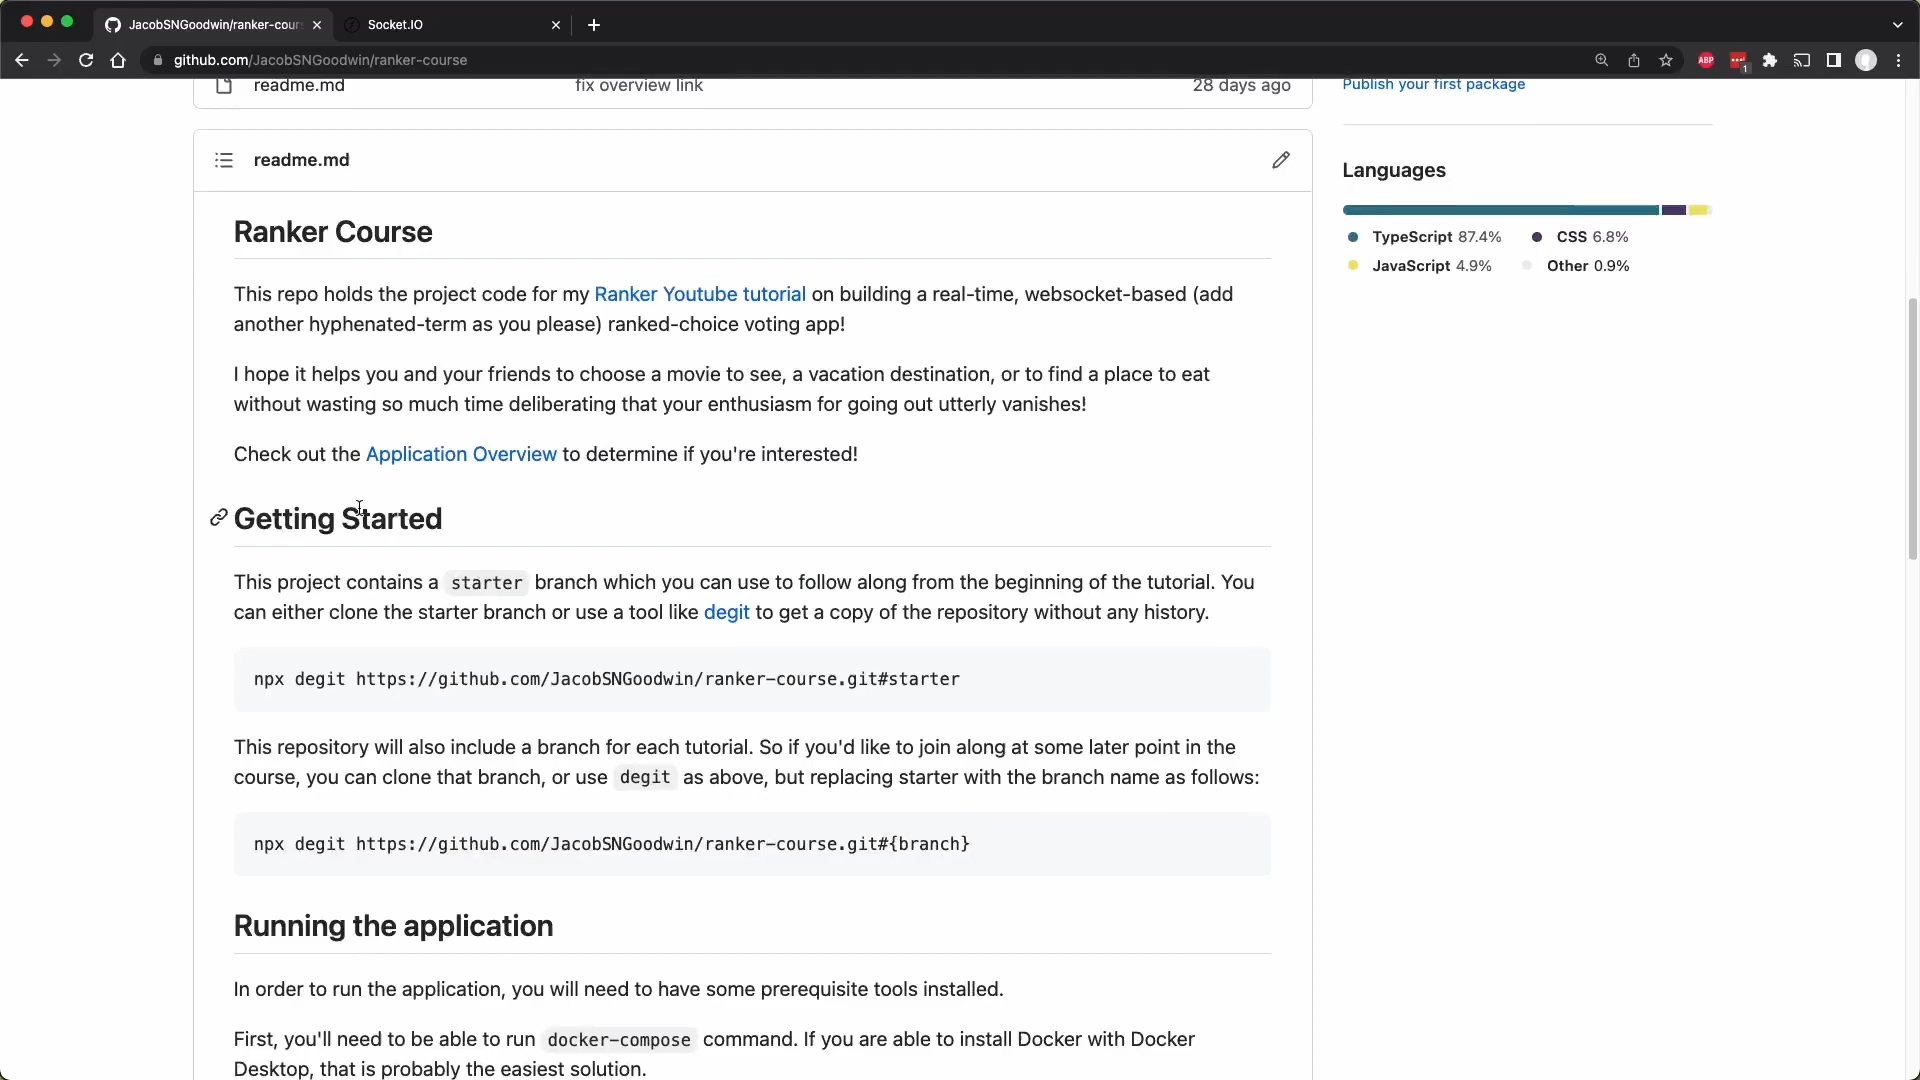 JacobSNGoodwin/ranker-cour
Socket.IO
github.com/JacobSNGoodwin/ranker-course
ABP
1
readme.md
fix overview link
28 days ago
Publish your first package
readme.md
Languages
TypeScript 87.4%
CSS 6.8%
JavaScript 4.9%
Other 0.9%
Ranker Course
This repo holds the project code for my Ranker Youtube tutorial on building a real-time, websocket-based (add
another hyphenated-term as you please) ranked-choice voting app!
I hope it helps you and your friends to choose a movie to see, a vacation destination, or to find a place to eat
without wasting so much time deliberating that your enthusiasm for going out utterly vanishes!
Check out the Application Overview to determine if you're interested!
Getting Started
This project contains a starter branch which you can use to follow along from the beginning of the tutorial. You
can either clone the starter branch or use a tool like degit to get a copy of the repository without any history.
npx degit https://github.com/JacobSNGoodwin/ranker-course.git#starter
This repository will also include a branch for each tutorial. So if you'd like to join along at some later point in the
course, you can clone that branch, or use degit as above, but replacing starter with the branch name as follows:
npx degit https://github.com/JacobSNGoodwin/ranker-course.git#{branch}
Running the application
In order to run the application, you will need to have some prerequisite tools installed.
First, you'll need to be able to run docker-compose command. If you are able to install Docker with Docker
Desktop, that is probably the easiest solution.